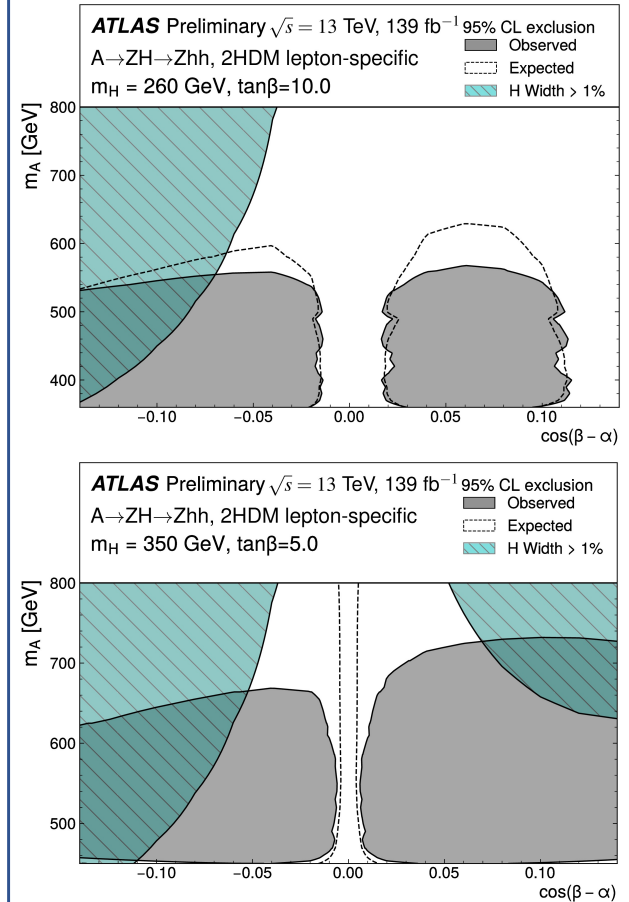 ATLAS Preliminary √s = 13 TeV, 139 fb⁻¹ 95% CL exclusion
Observed
A→ZH→Zhh, 2HDM lepton-specific
Expected
m_H = 260 GeV, tanβ=10.0
H Width > 1%
m_A [GeV]
800
700
600
500
400
−0.10 −0.05 0.00 0.05 0.10
cos(β − α)
ATLAS Preliminary √s = 13 TeV, 139 fb⁻¹ 95% CL exclusion
Observed
A→ZH→Zhh, 2HDM lepton-specific
Expected
m_H = 350 GeV, tanβ=5.0
H Width > 1%
m_A [GeV]
800
700
600
500
−0.10 −0.05 0.00 0.05 0.10
cos(β − α)